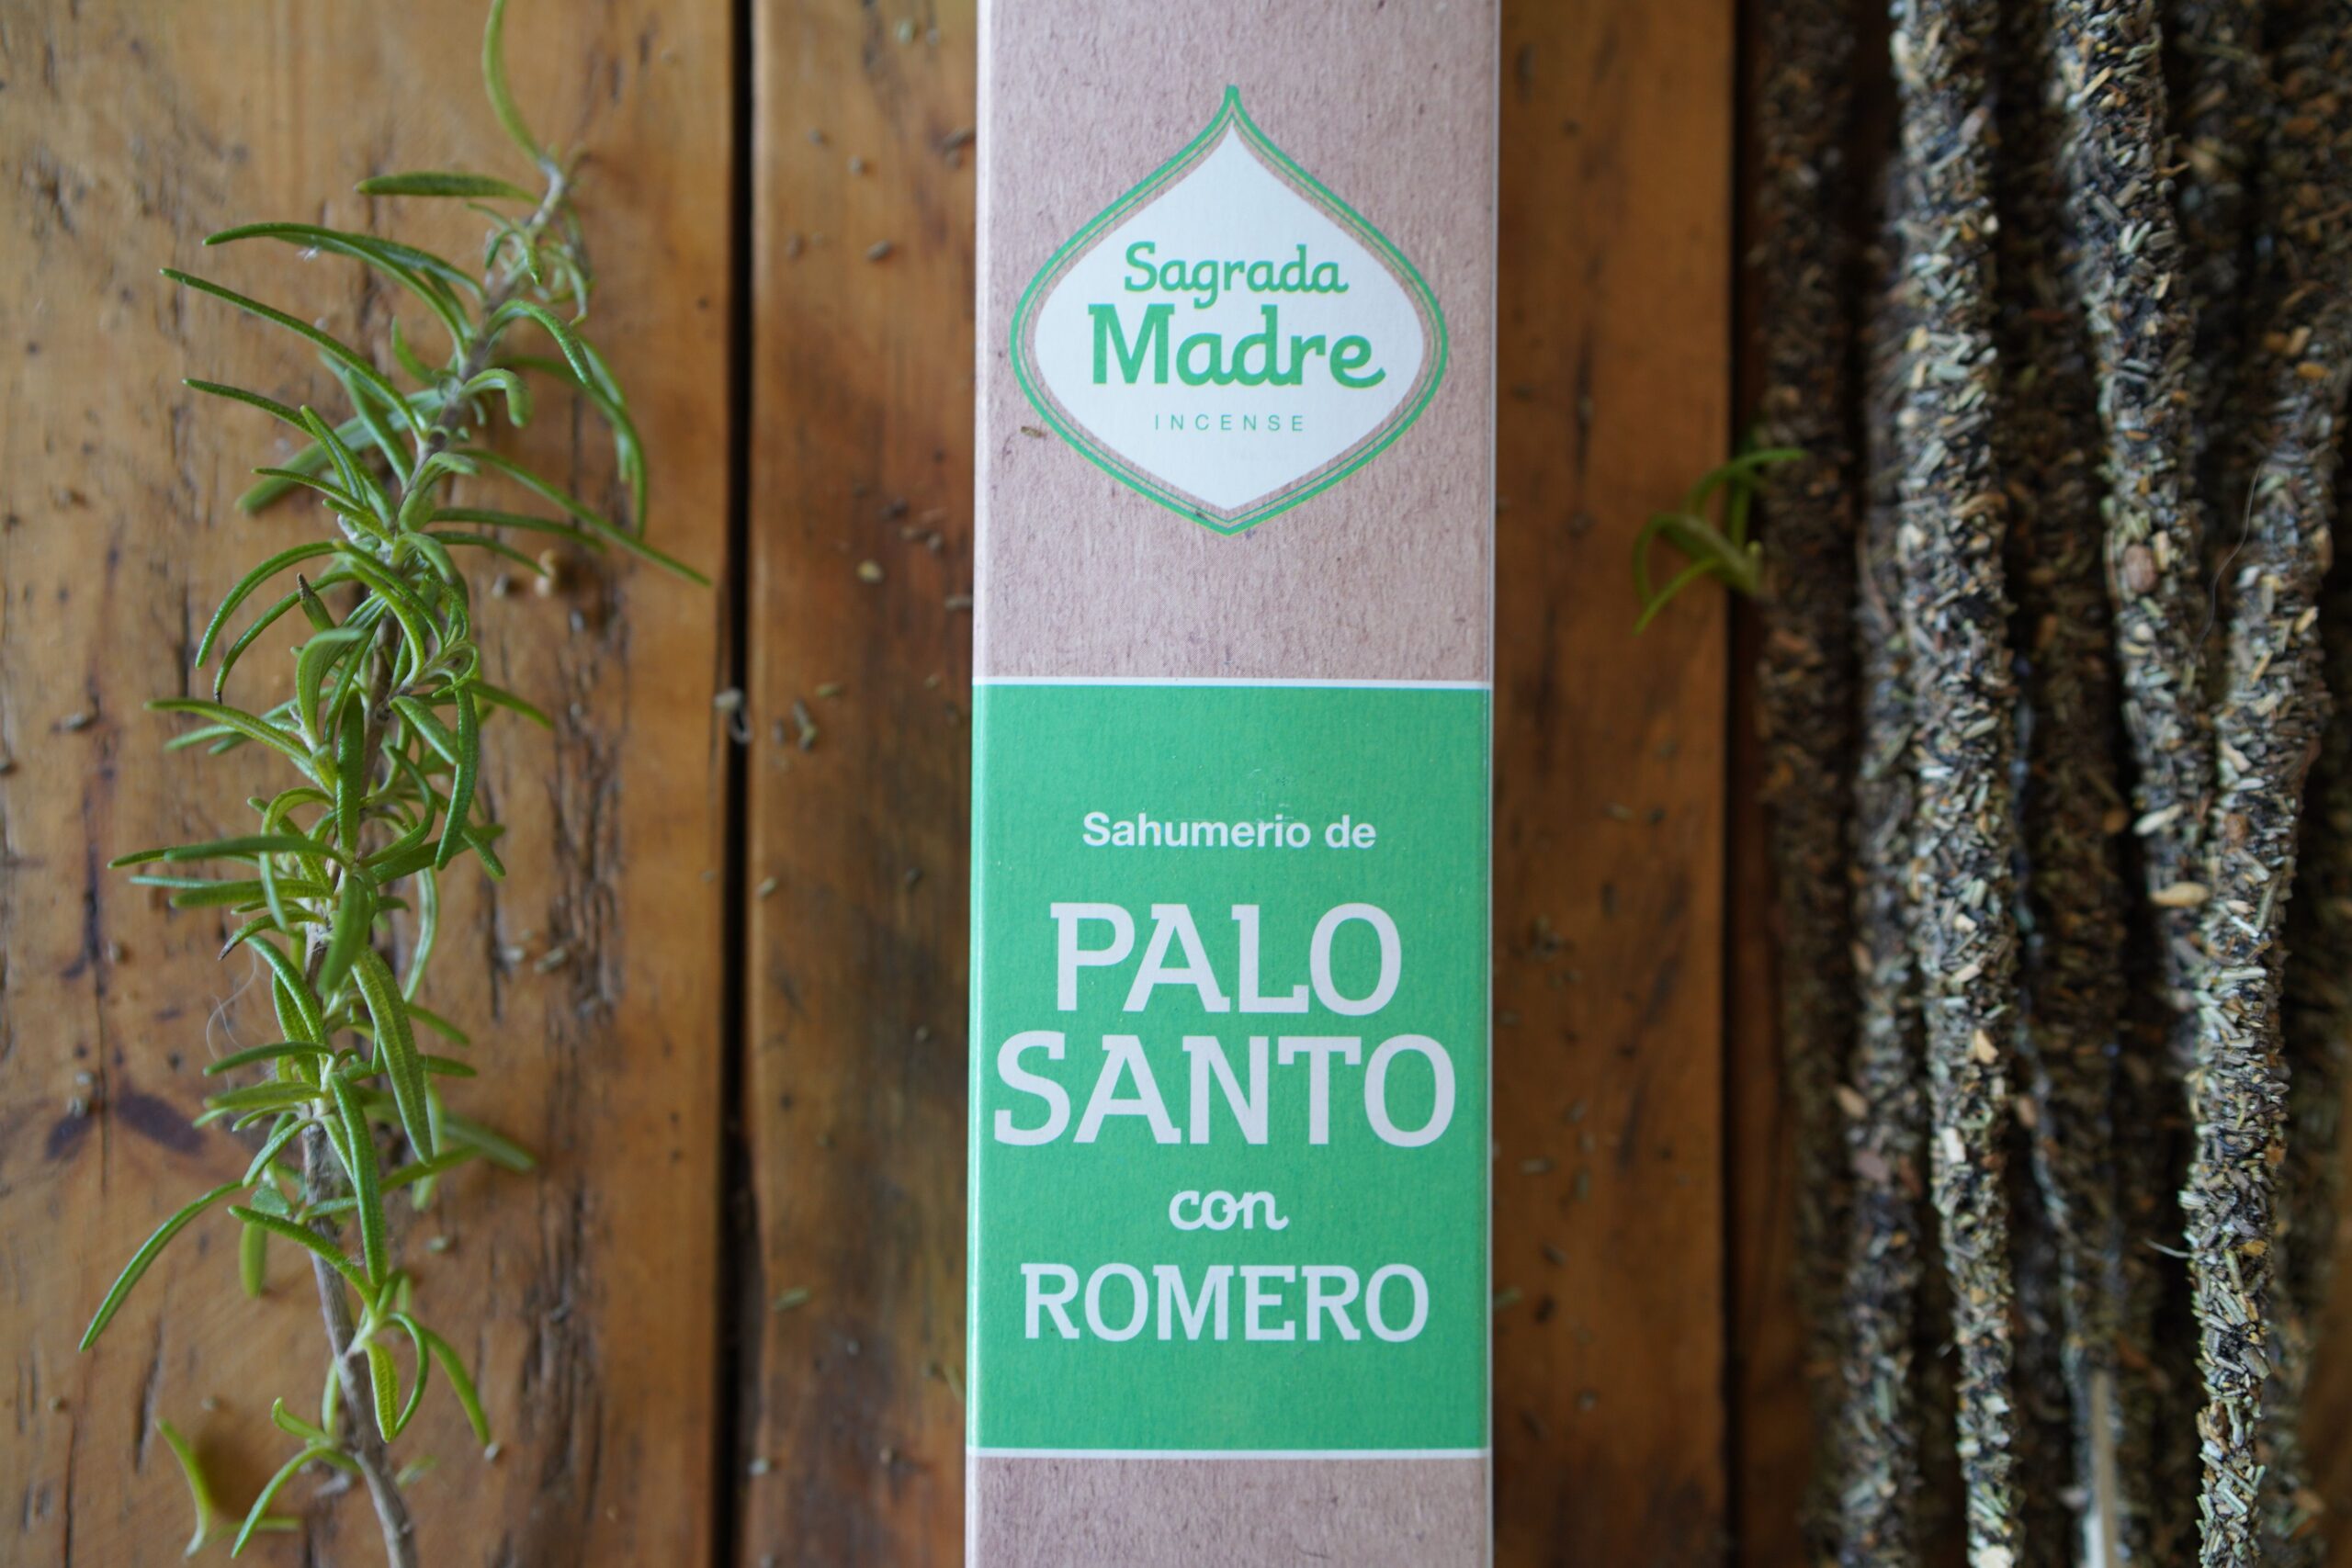 Sagrada
Madre
INCENSE
Sahumerio de
PALO
SANTO
con
ROMERO